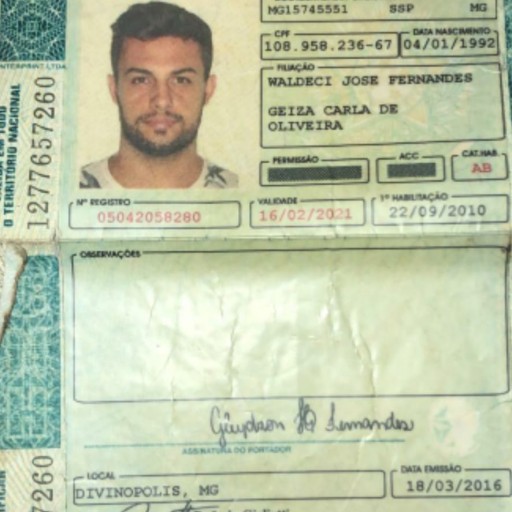 MG15745551 SSP MG
CPF DATA NASCIMENTO
108.958.236-67 04/01/1992
FILIAÇÃO
WALDECI JOSE FERNANDES
GEIZA CARLA DE
OLIVEIRA
PERMISSÃO ACC CAT.HAB.
AB
Nº REGISTRO VALIDADE 1ª HABILITAÇÃO
05042058280 16/02/2021 22/09/2010
O TERRITÓRIO NACIONAL
1277657260
OBSERVAÇÕES
Fernandes
ASSINATURA DO PORTADOR
LOCAL DATA EMISSÃO
DIVINOPOLIS, MG 18/03/2016
7260